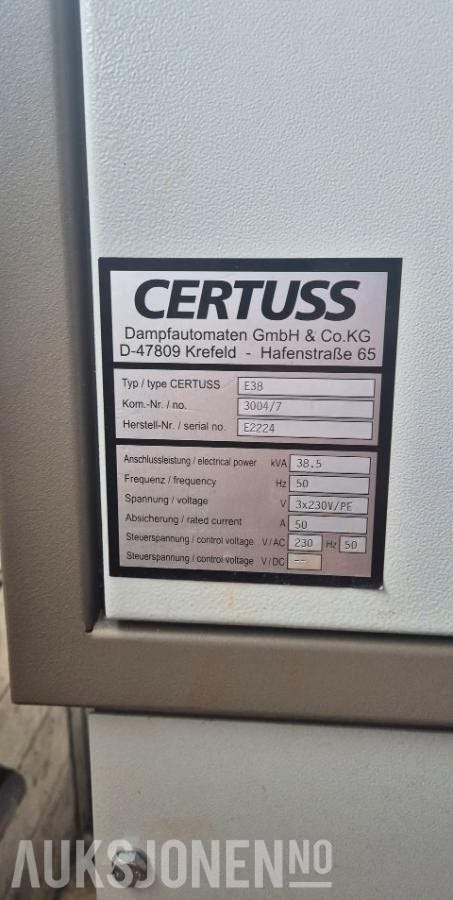 CERTUSS
Dampfautomaten GmbH & Co.KG
D-47809 Krefeld - Hafenstraße 65
Typ / type CERTUSS E38
Kom.-Nr. / no. 3004/7
Herstell-Nr. / serial no. E2224
Anschlussleistung / electrical power kVA 38.5
Frequenz / frequency Hz 50
Spannung / voltage V 3x230V/PE
Absicherung / rated current A 50
Steuerspannung / control voltage V/AC 230 Hz 50
Steuerspannung / control voltage V/DC --
AUKSJONEN.NO